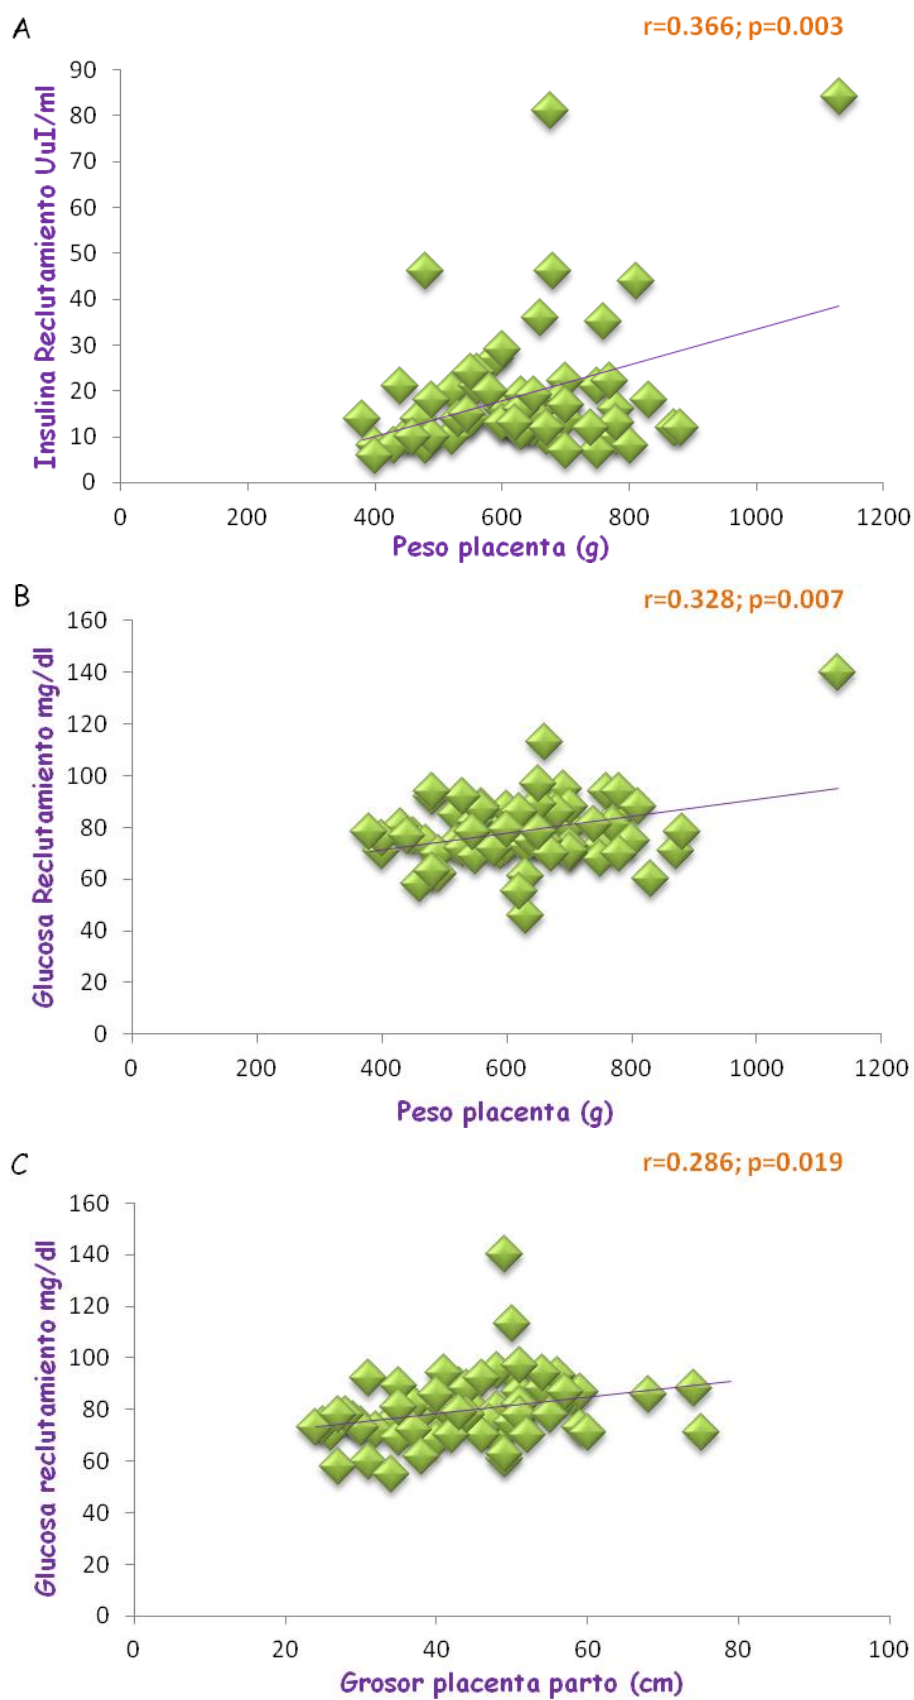 A
r=0.366; p=0.003
Insulina Reclutamiento UuI/ml
90
80
70
60
50
40
30
20
10
0
0 200 400 600 800 1000 1200
Peso placenta (g)
B
r=0.328; p=0.007
Glucosa Reclutamiento mg/dl
160
140
120
100
80
60
40
20
0
0 200 400 600 800 1000 1200
Peso placenta (g)
C
r=0.286; p=0.019
Glucosa reclutamiento mg/dl
160
140
120
100
80
60
40
20
0
0 20 40 60 80 100
Grosor placenta parto (cm)